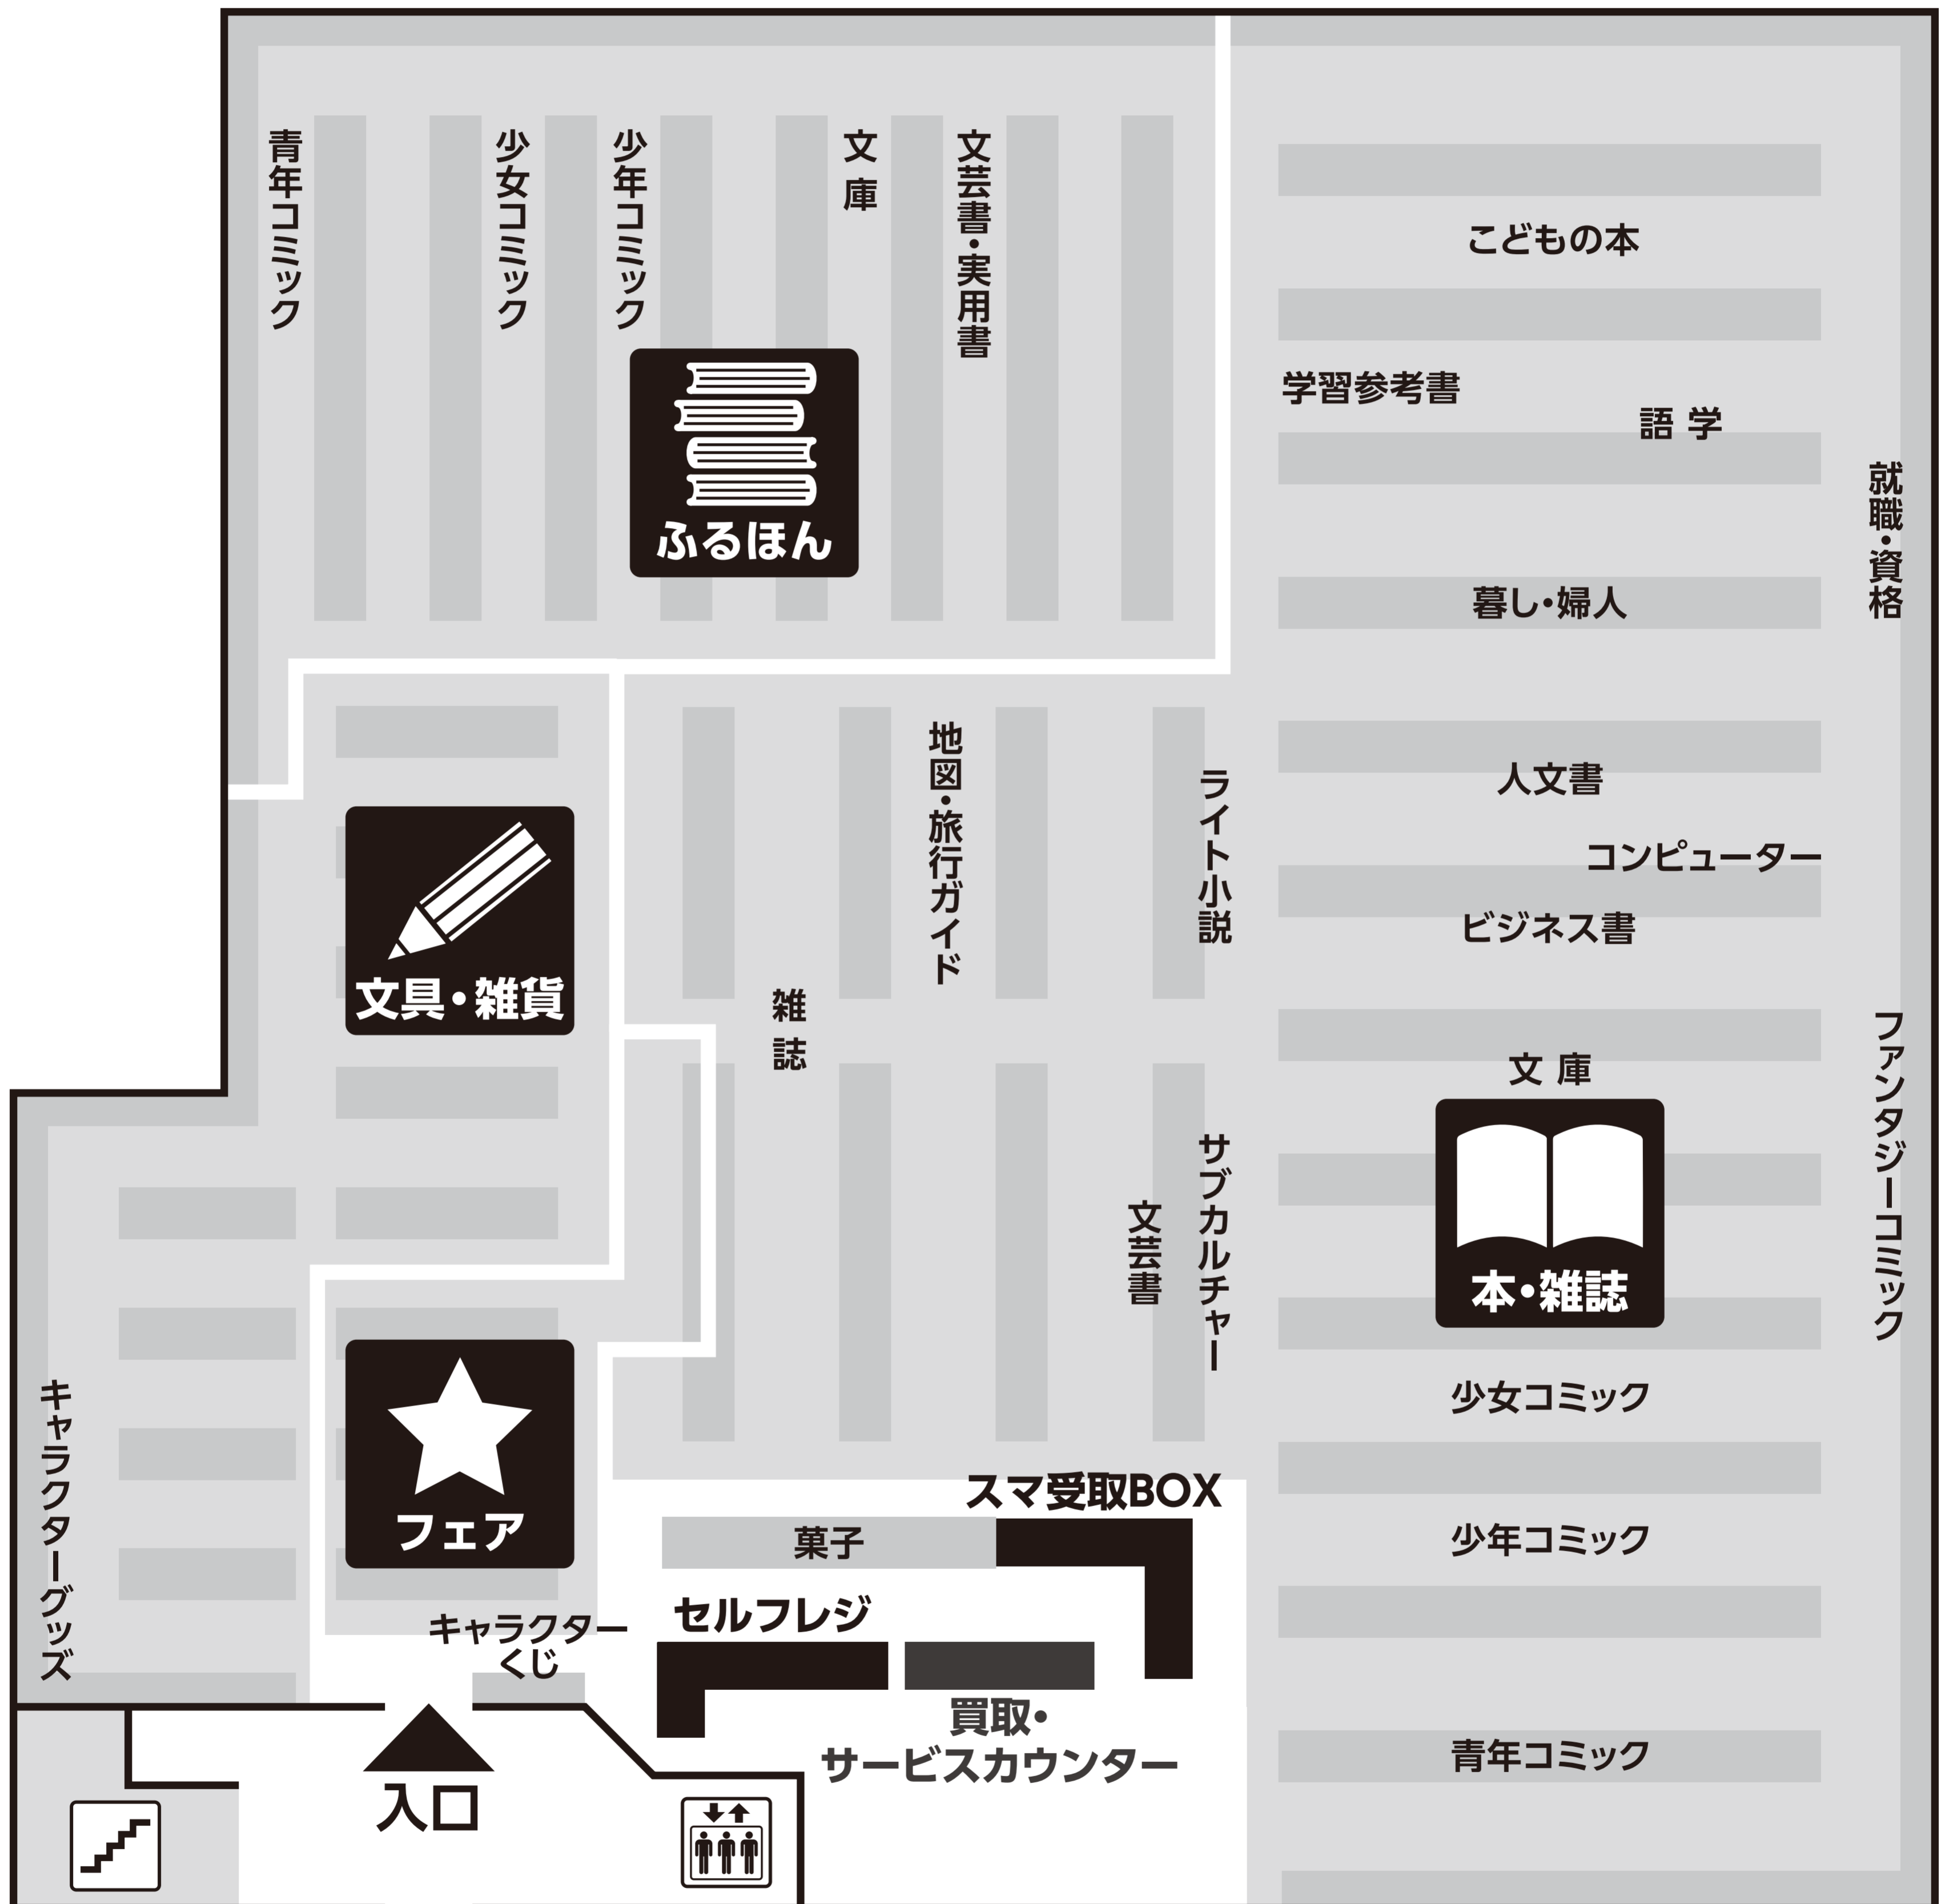 青年コミック
少女コミック
少年コミック
文庫
文芸書・実用書
ふるほん
こどもの本
学習参考書
語学
就職・資格
暮し・婦人
人文書
コンピューター
ビジネス書
地図・旅行ガイド
ライト小説
雑誌
文具・雑貨
文庫
本・雑誌
ファンタジーコミック
サブカルチャー
文芸書
少女コミック
少年コミック
青年コミック
キャラクターグッズ
フェア
キャラクター
くじ
スマ受取BOX
菓子
セルフレジ
買取・
サービスカウンター
入口